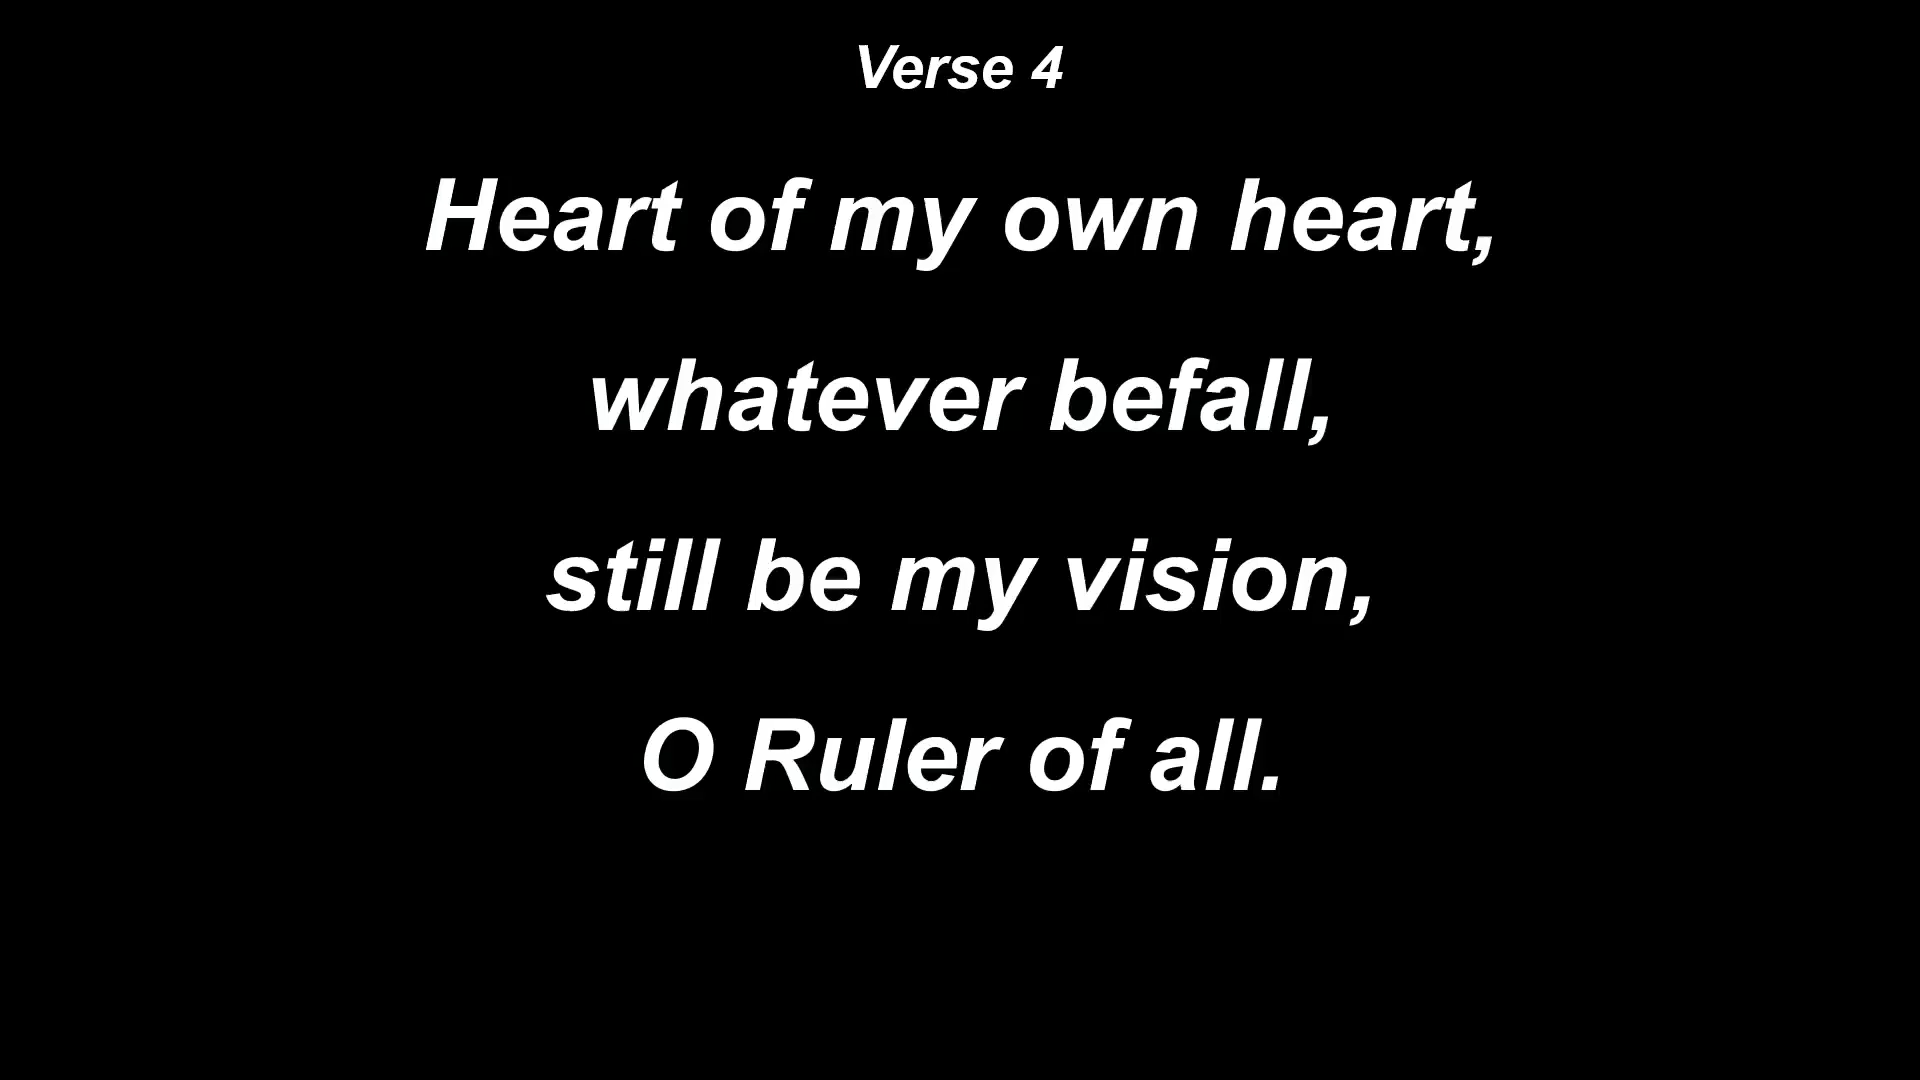 Verse 4
Heart of my own heart,
whatever befall,
still be my vision,
O Ruler of all.